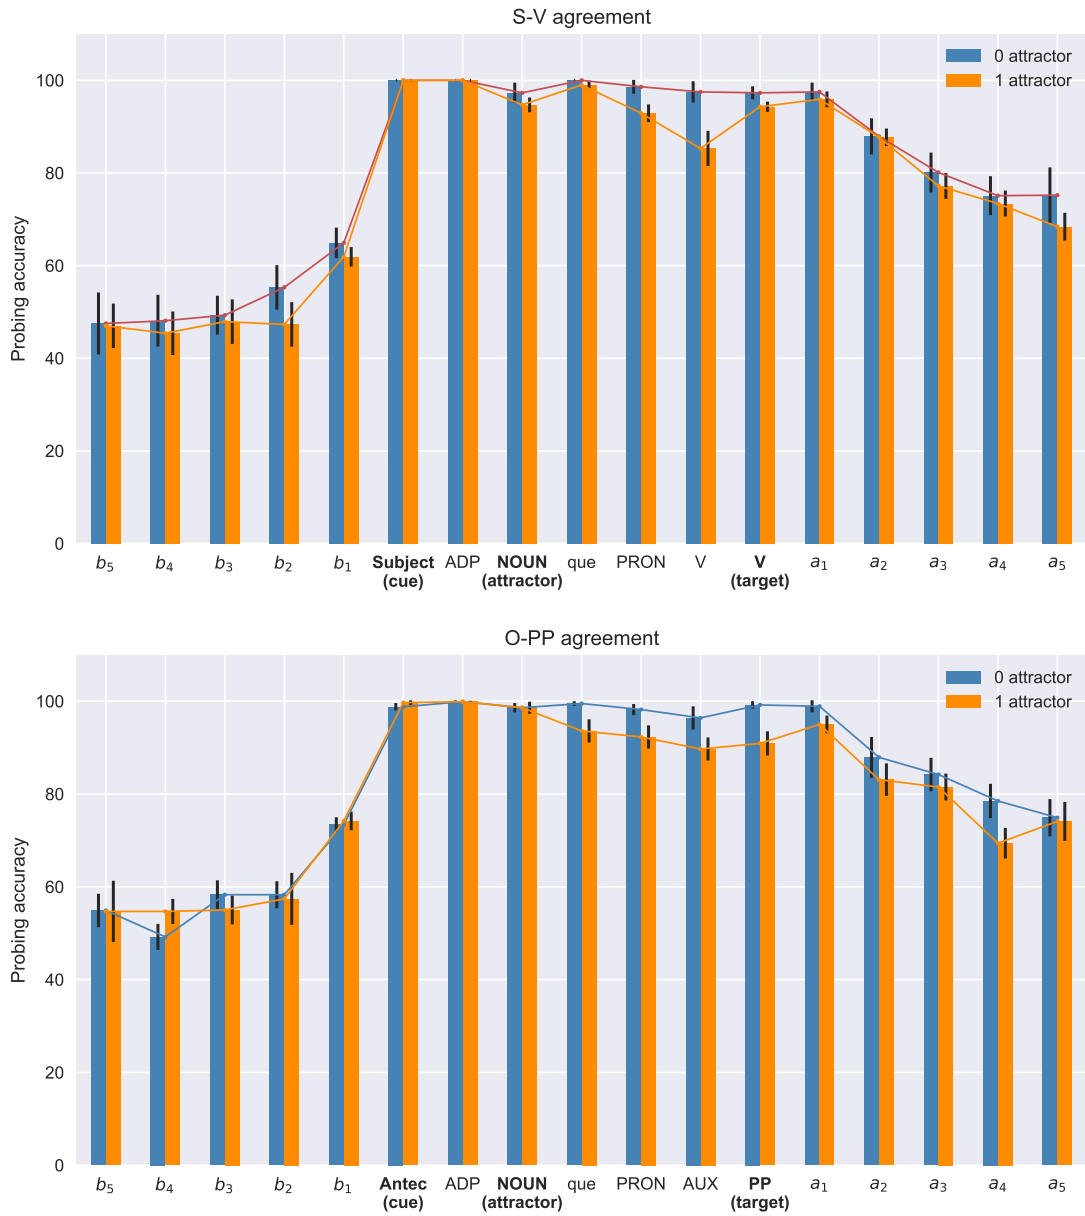 S-V agreement
0 attractor
1 attractor
Probing accuracy
100
80
60
40
20
0
b5 b4 b3 b2 b1 Subject ADP NOUN que PRON V V a1 a2 a3 a4 a5
(cue) (attractor) (target)
O-PP agreement
0 attractor
1 attractor
Probing accuracy
100
80
60
40
20
0
b5 b4 b3 b2 b1 Antec ADP NOUN que PRON AUX PP a1 a2 a3 a4 a5
(cue) (attractor) (target)